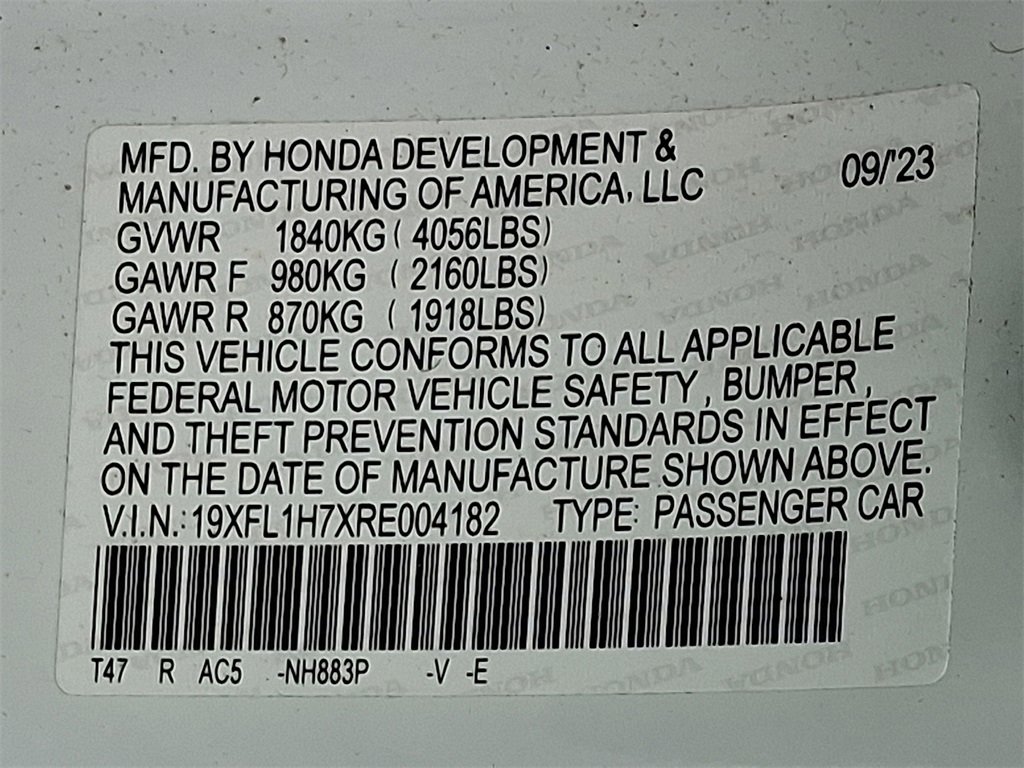 MFD. BY HONDA DEVELOPMENT &
MANUFACTURING OF AMERICA, LLC 09/'23
GVWR 1840KG ( 4056LBS)
GAWR F 980KG ( 2160LBS)
GAWR R 870KG ( 1918LBS)
THIS VEHICLE CONFORMS TO ALL APPLICABLE
FEDERAL MOTOR VEHICLE SAFETY, BUMPER,
AND THEFT PREVENTION STANDARDS IN EFFECT
ON THE DATE OF MANUFACTURE SHOWN ABOVE.
V.I.N.:19XFL1H7XRE004182 TYPE: PASSENGER CAR
T47 R AC5 -NH883P -V -E